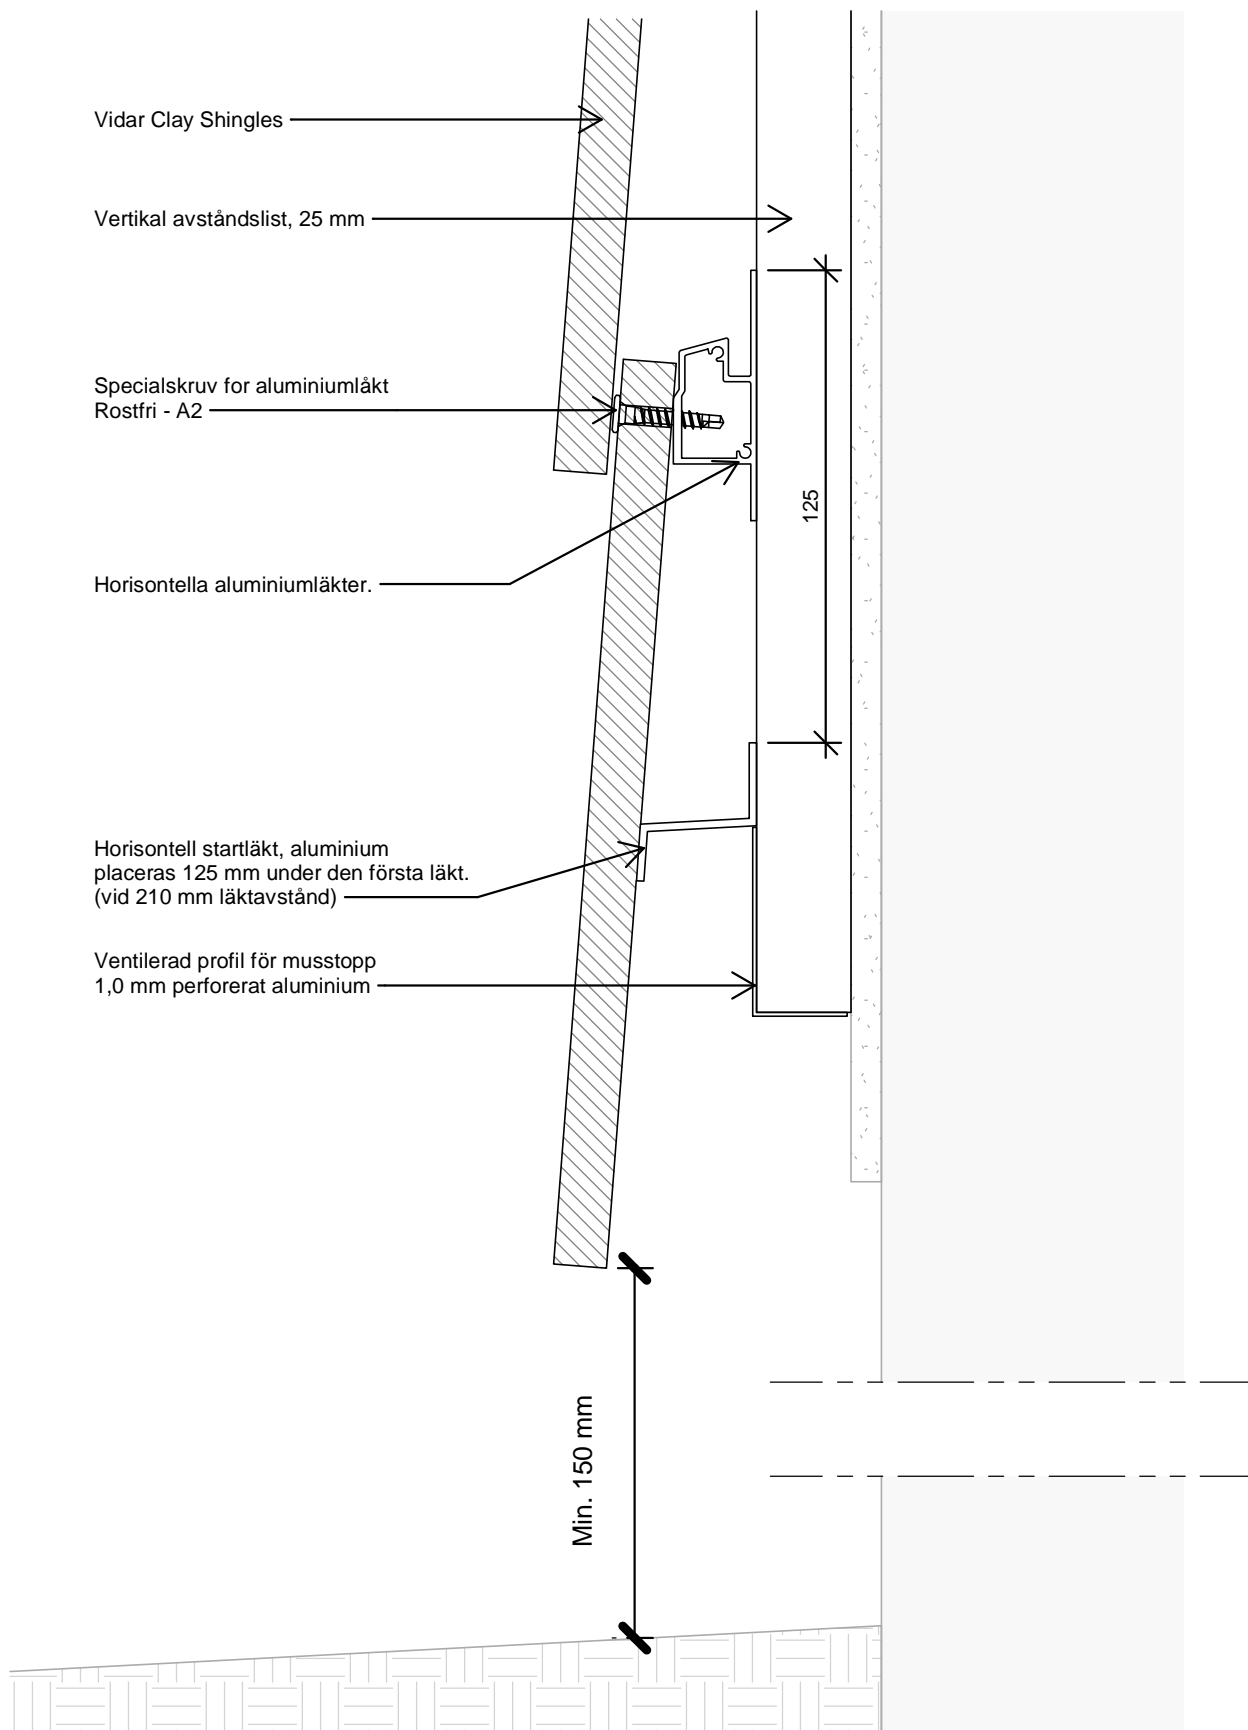 Vidar Clay Shingles
Vertikal avståndslist, 25 mm
Specialskruv for aluminiumlåkt
Rostfri - A2
125
Horisontella aluminiumläkter.
Horisontell startläkt, aluminium
placeras 125 mm under den första läkt.
(vid 210 mm läktavstånd)
Ventilerad profil för musstopp
1,0 mm perforerat aluminium
Min. 150 mm